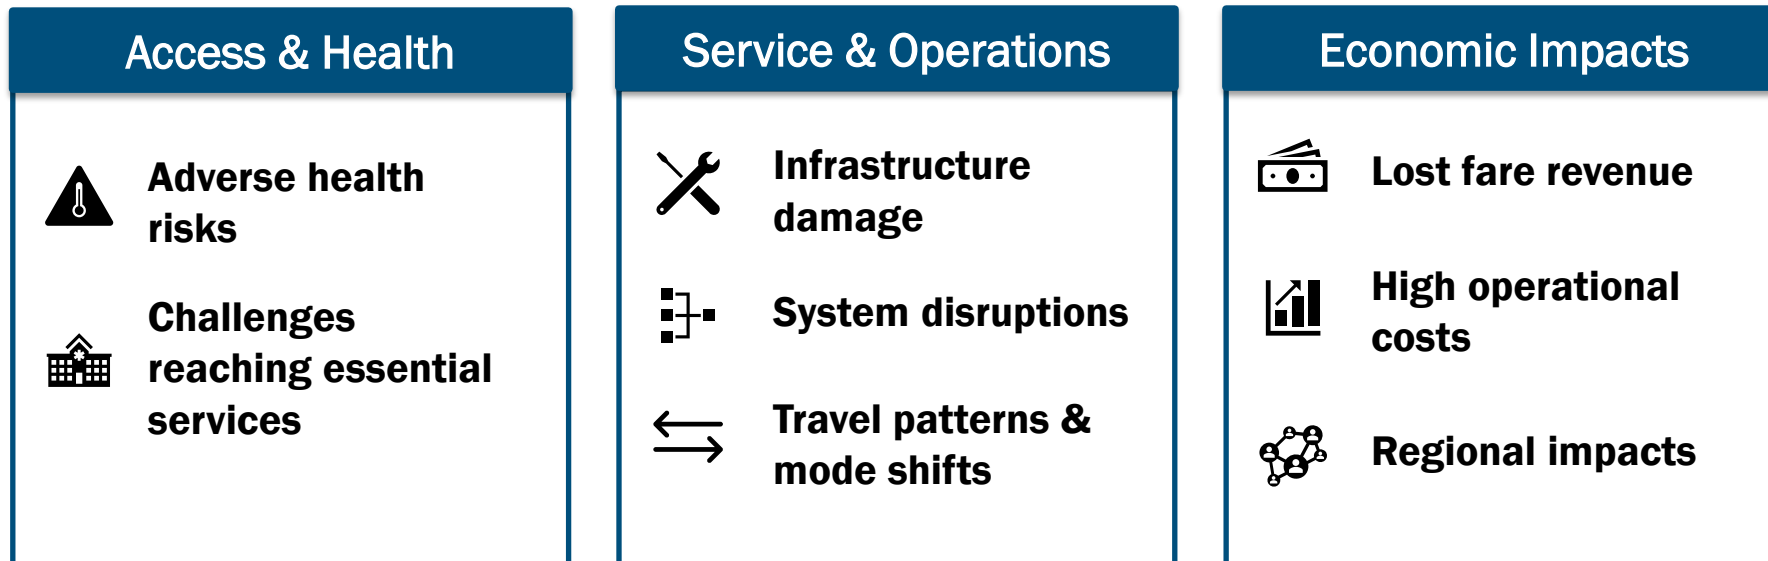 Access & Health
Adverse health
risks
Challenges
reaching essential
services
Service & Operations
Infrastructure
damage
System disruptions
Travel patterns &
mode shifts
Economic Impacts
Lost fare revenue
High operational
costs
Regional impacts